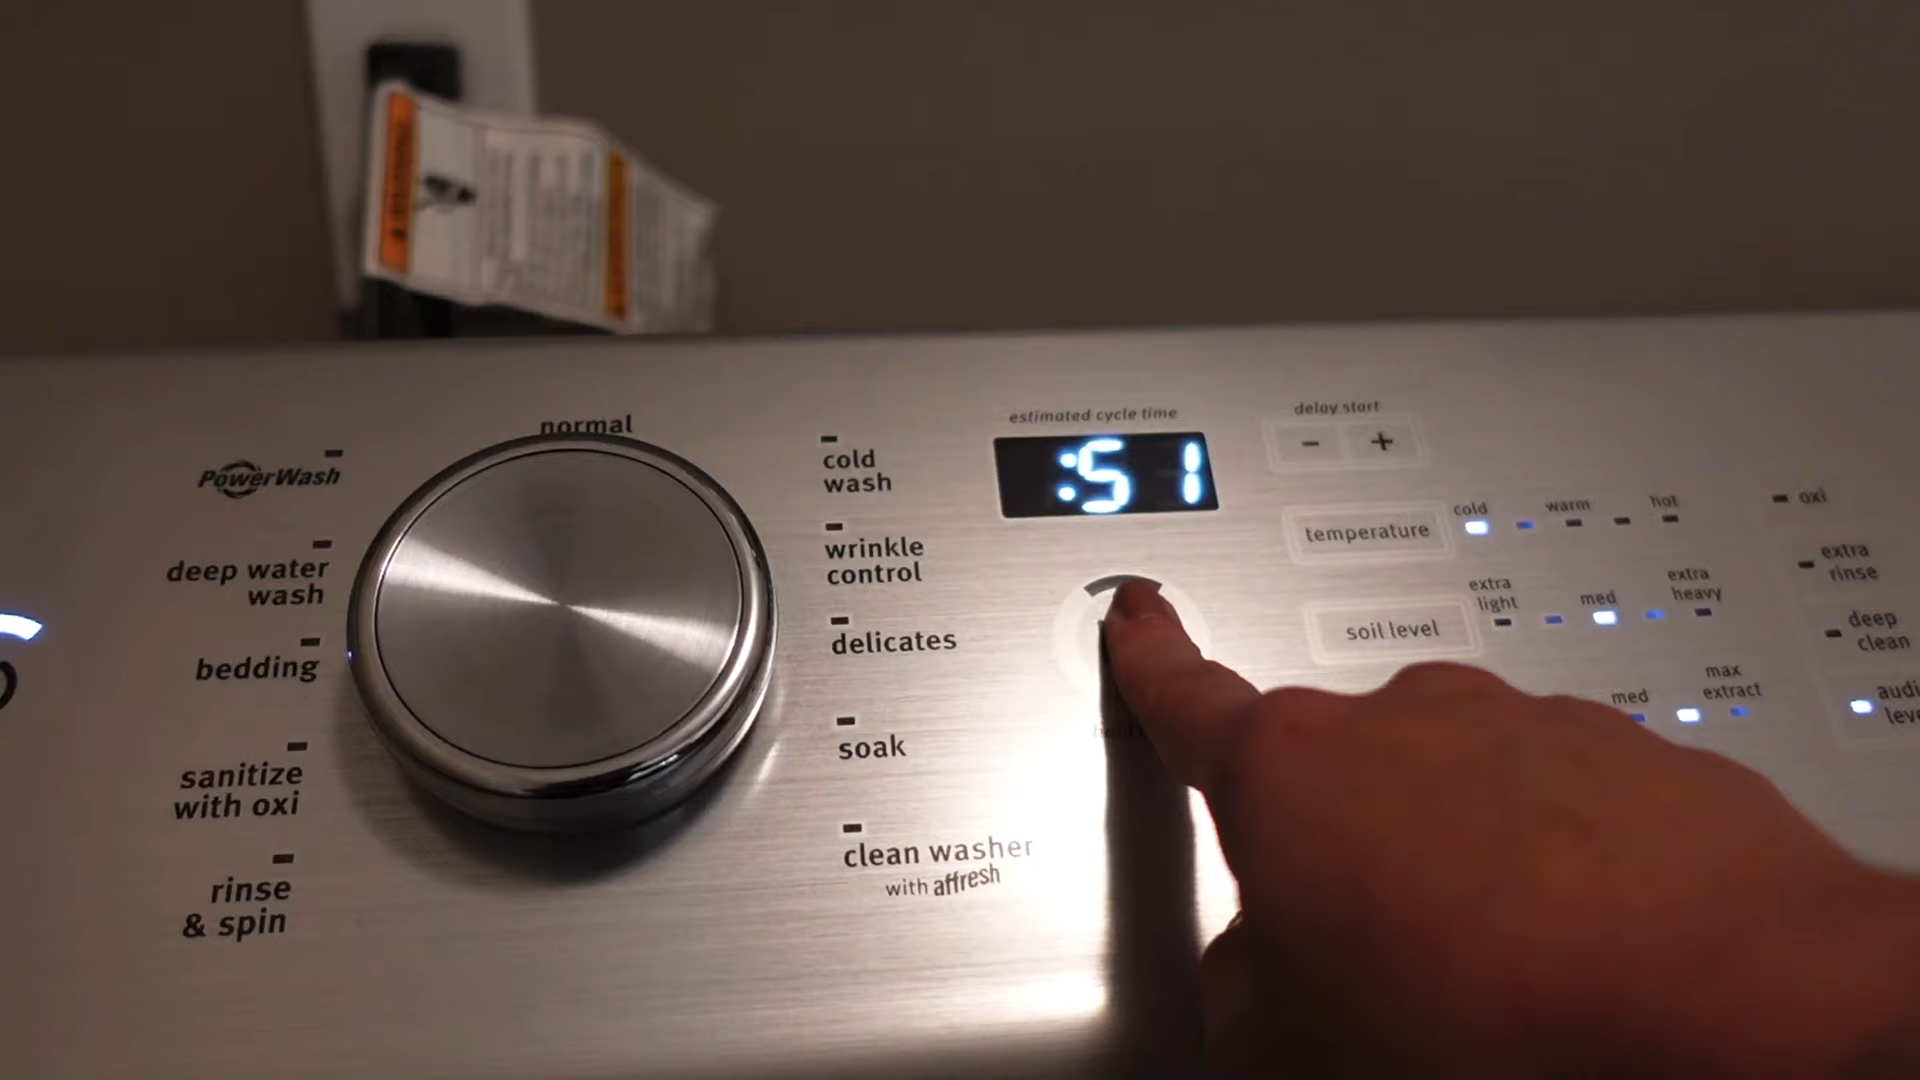 normal
PowerWash
deep water
wash
bedding
sanitize
with oxi
rinse
& spin
cold
wash
wrinkle
control
delicates
soak
clean washer
with affresh
estimated cycle time
:51
delay start
- +
temperature
cold warm hot
soil level
extra
light
med
extra
heavy
med
max
extract
oxi
extra
rinse
deep
clean